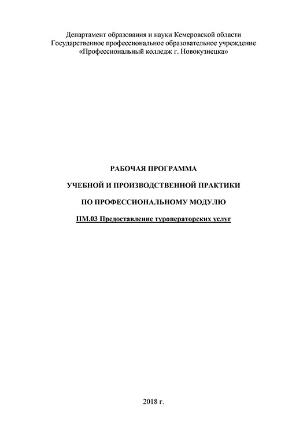 Департамент образования и науки Кемеровской области
Государственное профессиональное образовательное учреждение
«Профессиональный колледж г. Новокузнецка»
РАБОЧАЯ ПРОГРАММА
УЧЕБНОЙ И ПРОИЗВОДСТВЕННОЙ ПРАКТИКИ
ПО ПРОФЕССИОНАЛЬНОМУ МОДУЛЮ
ПМ.03 Предоставление туроператорских услуг
2018 г.